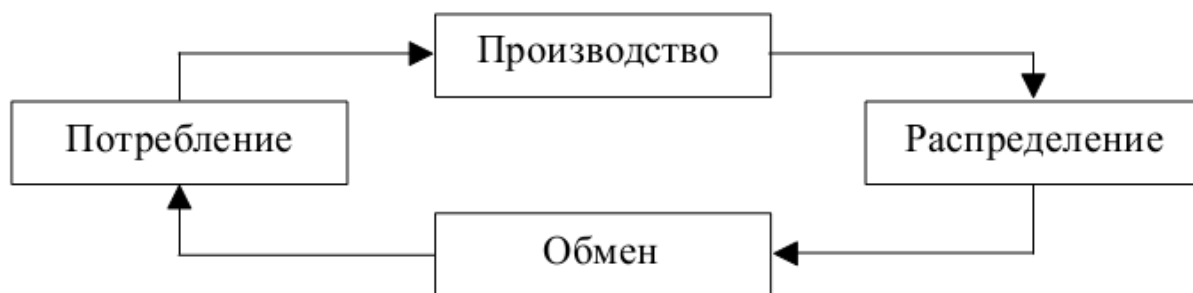 Производство
Потребление
Распределение
Обмен